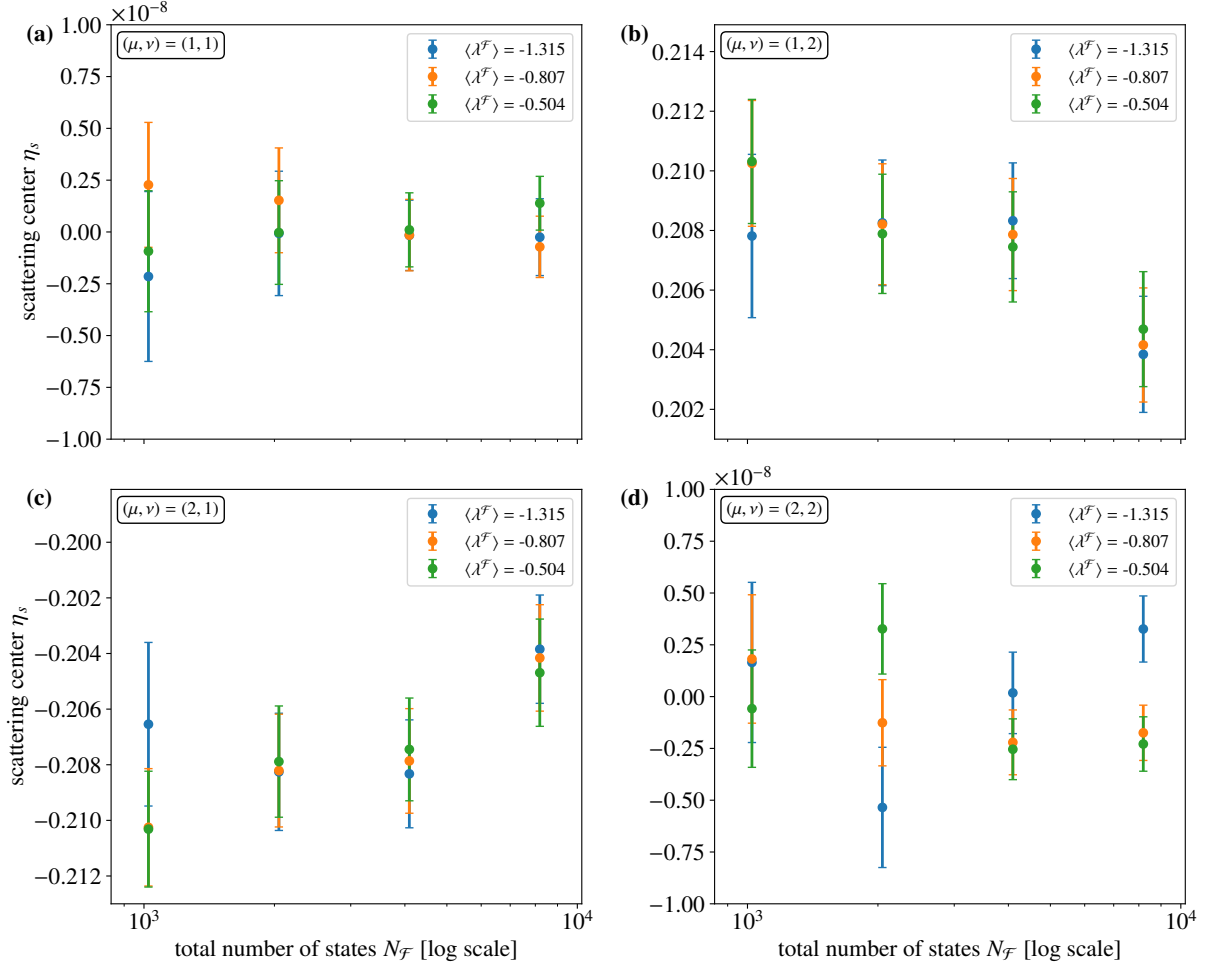 (a)
×10⁻⁸
1.00
0.75
0.50
0.25
0.00
−0.25
−0.50
−0.75
−1.00
scattering center ηₛ
(μ, ν) = (1, 1)
⟨λ^ℱ⟩ = -1.315
⟨λ^ℱ⟩ = -0.807
⟨λ^ℱ⟩ = -0.504
10³
10⁴
(b)
0.214
0.212
0.210
0.208
0.206
0.204
0.202
(μ, ν) = (1, 2)
⟨λ^ℱ⟩ = -1.315
⟨λ^ℱ⟩ = -0.807
⟨λ^ℱ⟩ = -0.504
10³
10⁴
(c)
−0.200
−0.202
−0.204
−0.206
−0.208
−0.210
−0.212
scattering center ηₛ
(μ, ν) = (2, 1)
⟨λ^ℱ⟩ = -1.315
⟨λ^ℱ⟩ = -0.807
⟨λ^ℱ⟩ = -0.504
10³
10⁴
total number of states N_ℱ [log scale]
(d)
×10⁻⁸
1.00
0.75
0.50
0.25
0.00
−0.25
−0.50
−0.75
−1.00
(μ, ν) = (2, 2)
⟨λ^ℱ⟩ = -1.315
⟨λ^ℱ⟩ = -0.807
⟨λ^ℱ⟩ = -0.504
10³
10⁴
total number of states N_ℱ [log scale]